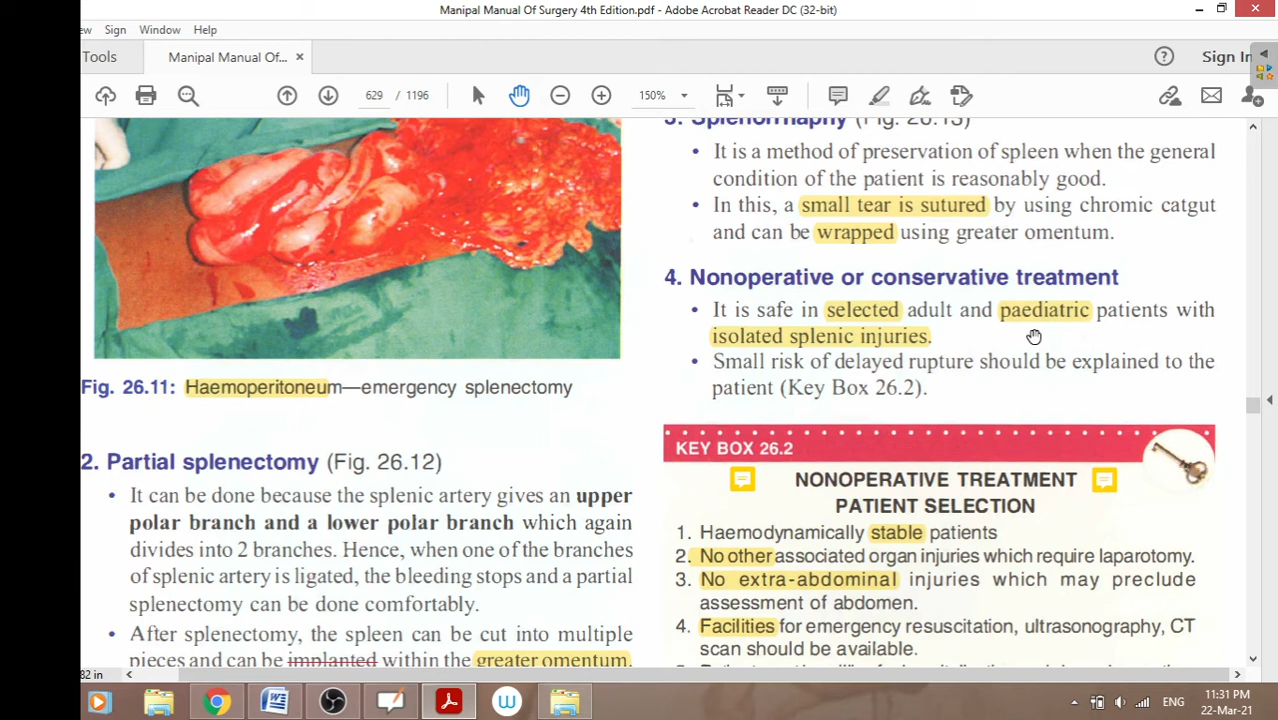 Manipal Manual Of Surgery 4th Edition.pdf - Adobe Acrobat Reader DC (32-bit)
ew Sign Window Help
Tools Manipal Manual Of... × Sign In
629 / 1196 150%
Fig. 26.11: Haemoperitoneum—emergency splenectomy
2. Partial splenectomy (Fig. 26.12)
• It can be done because the splenic artery gives an upper
polar branch and a lower polar branch which again
divides into 2 branches. Hence, when one of the branches
of splenic artery is ligated, the bleeding stops and a partial
splenectomy can be done comfortably.
• After splenectomy, the spleen can be cut into multiple
pieces and can be implanted within the greater omentum.
3. Splenorrhaphy (Fig. 26.13)
• It is a method of preservation of spleen when the general
condition of the patient is reasonably good.
• In this, a small tear is sutured by using chromic catgut
and can be wrapped using greater omentum.
4. Nonoperative or conservative treatment
• It is safe in selected adult and paediatric patients with
isolated splenic injuries.
• Small risk of delayed rupture should be explained to the
patient (Key Box 26.2).
KEY BOX 26.2
NONOPERATIVE TREATMENT
PATIENT SELECTION
1. Haemodynamically stable patients
2. No other associated organ injuries which require laparotomy.
3. No extra-abdominal injuries which may preclude
assessment of abdomen.
4. Facilities for emergency resuscitation, ultrasonography, CT
scan should be available.
82 in
ENG
11:31 PM
22-Mar-21